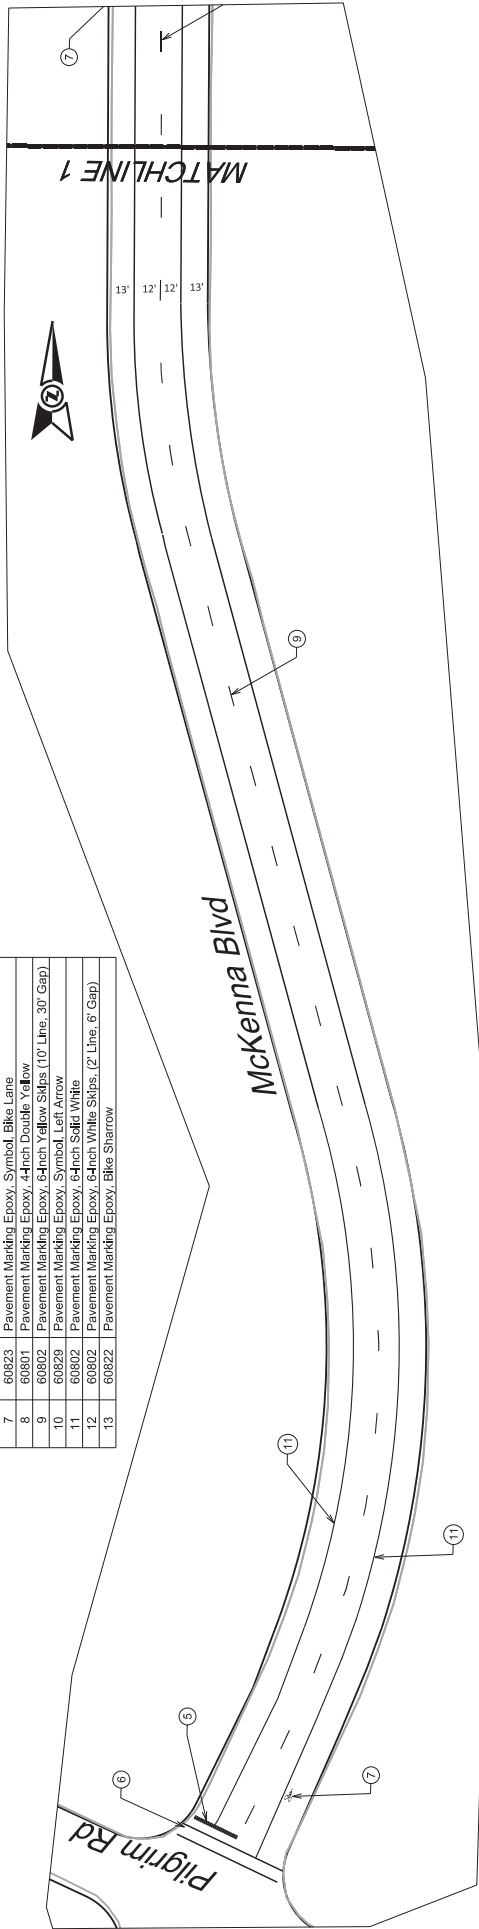 7
MATCHLINE 1
13' 12' 12' 13'
N
9
McKenna Blvd
7 60823 Pavement Marking Epoxy, Symbol, Bike Lane
8 60801 Pavement Marking Epoxy, 4-Inch Double Yellow
9 60802 Pavement Marking Epoxy, 6-Inch Yellow Skips (10' Line, 30' Gap)
10 60829 Pavement Marking Epoxy, Symbol, Left Arrow
11 60802 Pavement Marking Epoxy, 6-Inch Solid White
12 60802 Pavement Marking Epoxy, 6-Inch White Skips, (2' Line, 6' Gap)
13 60822 Pavement Marking Epoxy, Bike Sharrow
11
11
5
6
7
Pilgrim Rd